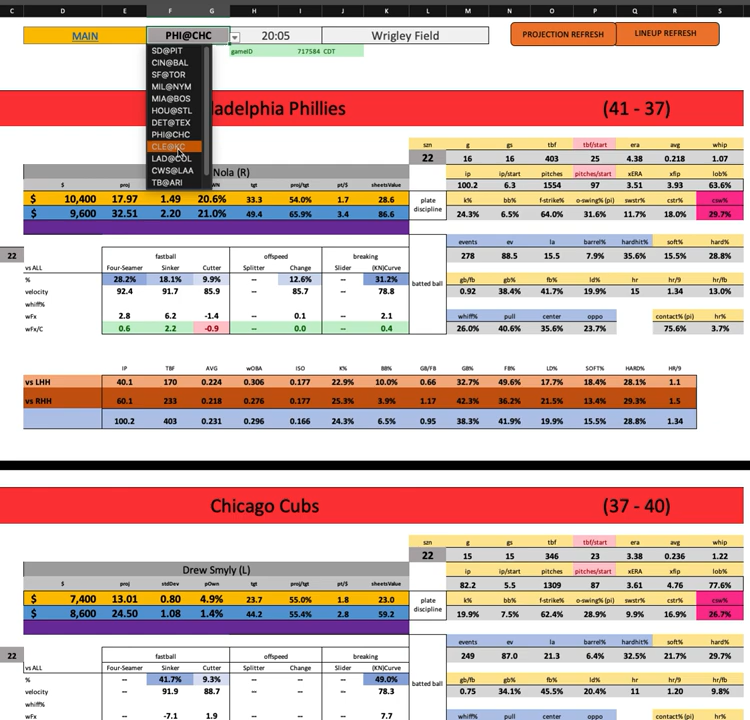 C D E F G H I J K L M N O P Q R S
MAIN PHI@CHC 20:05 Wrigley Field PROJECTION REFRESH LINEUP REFRESH
gameID 717584 CDT
SD@PIT
CIN@BAL
SF@TOR
MIL@NYM
MIA@BOS
HOU@STL
DET@TEX
PHI@CHC
CLE@KC
LAD@COL
CWS@LAA
TB@ARI
ladelphia Phillies (41 - 37)
szn g gs tbf tbf/start era avg whip
22 16 16 403 25 4.38 0.218 1.07
Nola (R) ip ip/start pitches pitches/start xERA xfip lob%
$ proj wn tgt proj/tgt pt/$ sheetsValue 100.2 6.3 1554 97 3.51 3.93 63.6%
$ 10,400 17.97 1.49 20.6% 33.3 54.0% 1.7 28.6 plate discipline k% bb% f-strike% o-swing% (pi) swstr% cstr% csw%
$ 9,600 32.51 2.20 21.0% 49.4 65.9% 3.4 86.6 24.3% 6.5% 64.0% 31.6% 11.7% 18.0% 29.7%
events ev la barrel% hardhit% soft% hard%
22 fastball offspeed breaking 278 88.5 15.5 7.9% 35.6% 15.5% 28.8%
vs ALL Four-Seamer Sinker Cutter Splitter Change Slider (KN)Curve batted ball gb/fb gb% fb% ld% hr hr/9 hr/fb
% 28.2% 18.1% 9.9% -- 12.6% -- 31.2%
velocity 92.4 91.7 85.9 -- 85.7 -- 78.8 0.92 38.4% 41.7% 19.9% 15 1.34 13.0%
whiff%
wFx 2.8 6.2 -1.4 -- 0.1 -- 2.1 whiff% pull center oppo contact% (pi) hr%
wFx/C 0.6 2.2 -0.9 -- 0.0 -- 0.4 26.0% 40.6% 35.6% 23.7% 75.6% 3.7%
IP TBF AVG wOBA ISO K% BB% GB/FB GB% FB% LD% SOFT% HARD% HR/9
vs LHH 40.1 170 0.224 0.306 0.177 22.9% 10.0% 0.66 32.7% 49.6% 17.7% 18.4% 28.1% 1.1
vs RHH 60.1 233 0.218 0.276 0.177 25.3% 3.9% 1.17 42.3% 36.2% 21.5% 13.4% 29.3% 1.5
100.2 403 0.231 0.296 0.166 24.3% 6.5% 0.95 38.3% 41.9% 19.9% 15.5% 28.8% 1.34
Chicago Cubs (37 - 40)
szn g gs tbf tbf/start era avg whip
22 15 15 346 23 3.38 0.236 1.22
Drew Smyly (L) ip ip/start pitches pitches/start xERA xfip lob%
$ proj stdDev pOwn tgt proj/tgt pt/$ sheetsValue 82.2 5.5 1309 87 3.61 4.76 77.6%
$ 7,400 13.01 0.80 4.9% 23.7 55.0% 1.8 23.0 plate discipline k% bb% f-strike% o-swing% (pi) swstr% cstr% csw%
$ 8,600 24.50 1.08 1.4% 44.2 55.4% 2.8 59.2 19.9% 7.5% 62.4% 28.9% 9.9% 16.9% 26.7%
events ev la barrel% hardhit% soft% hard%
22 fastball offspeed breaking 249 87.0 21.3 6.4% 32.5% 21.7% 29.7%
vs ALL Four-Seamer Sinker Cutter Splitter Change Slider (KN)Curve batted ball gb/fb gb% fb% ld% hr hr/9 hr/fb
% -- 41.7% 9.3% -- -- -- 49.0%
velocity -- 91.9 88.7 -- -- -- 78.3 0.75 34.1% 45.5% 20.4% 11 1.20 9.8%
whiff%
wFx -- -7.1 1.9 -- -- -- 7.7 whiff% pull center oppo contact% (pi) hr%